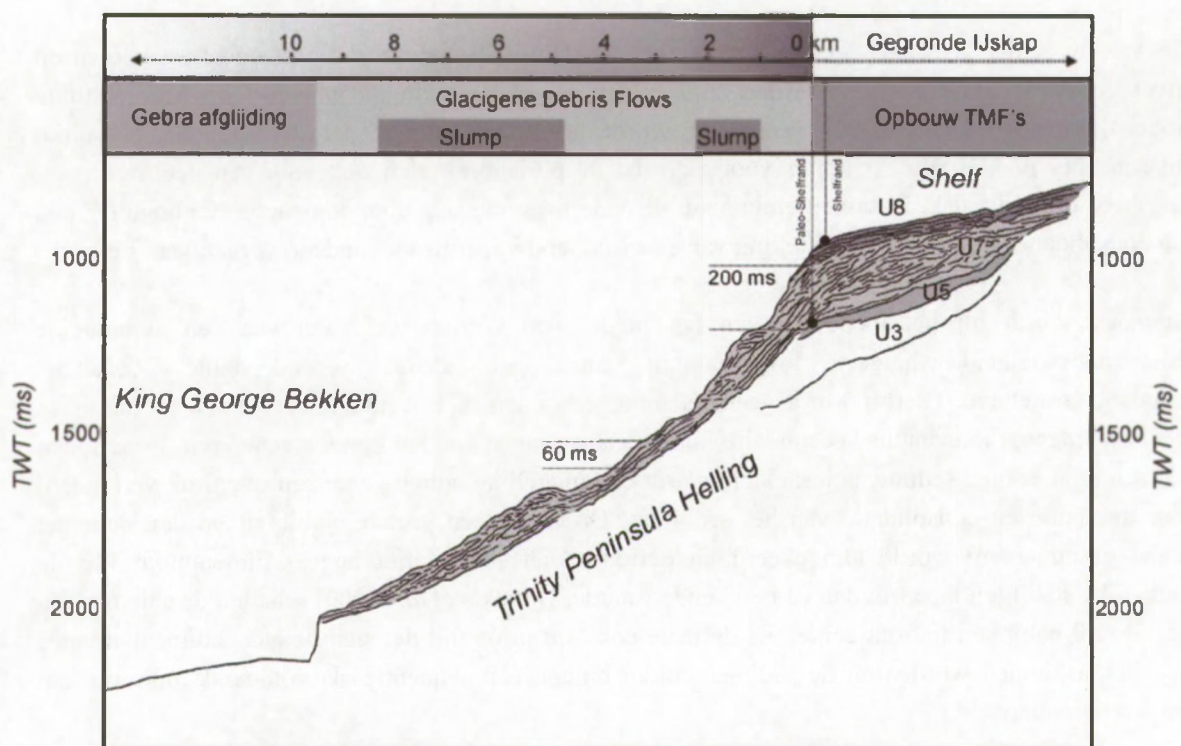 10 8 6 4 2 0 km Gegronde IJskap
Glacigene Debris Flows
Gebra afglijding Opbouw TMF's
Slump Slump
Paleo-Shelfrand
Shelfrand
Shelf
U8
U7
1000 1000
200 ms
U5
U3
King George Bekken
TWT (ms) TWT (ms)
1500 1500
60 ms
Trinity Peninsula Helling
2000 2000